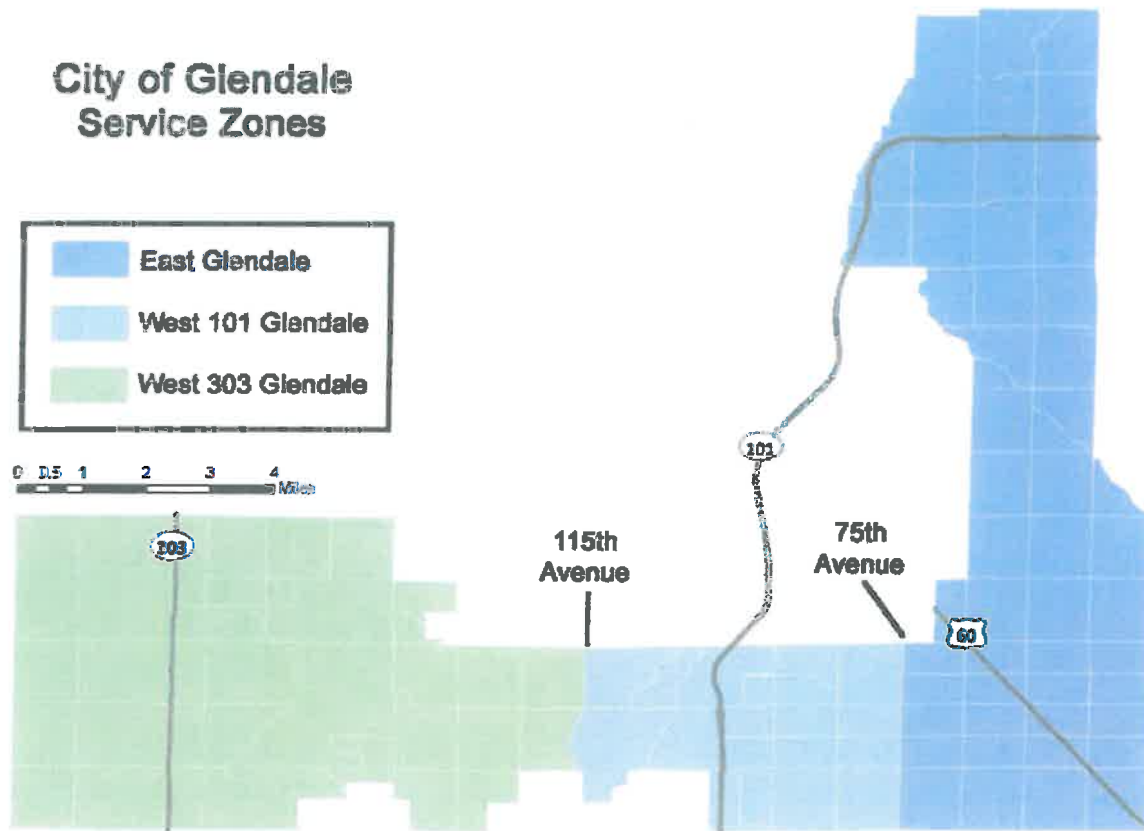 City of Glendale
Service Zones
East Glendale
West 101 Glendale
West 303 Glendale
0 0.5 1 2 3 4
Miles
303
115th
Avenue
101
75th
Avenue
60